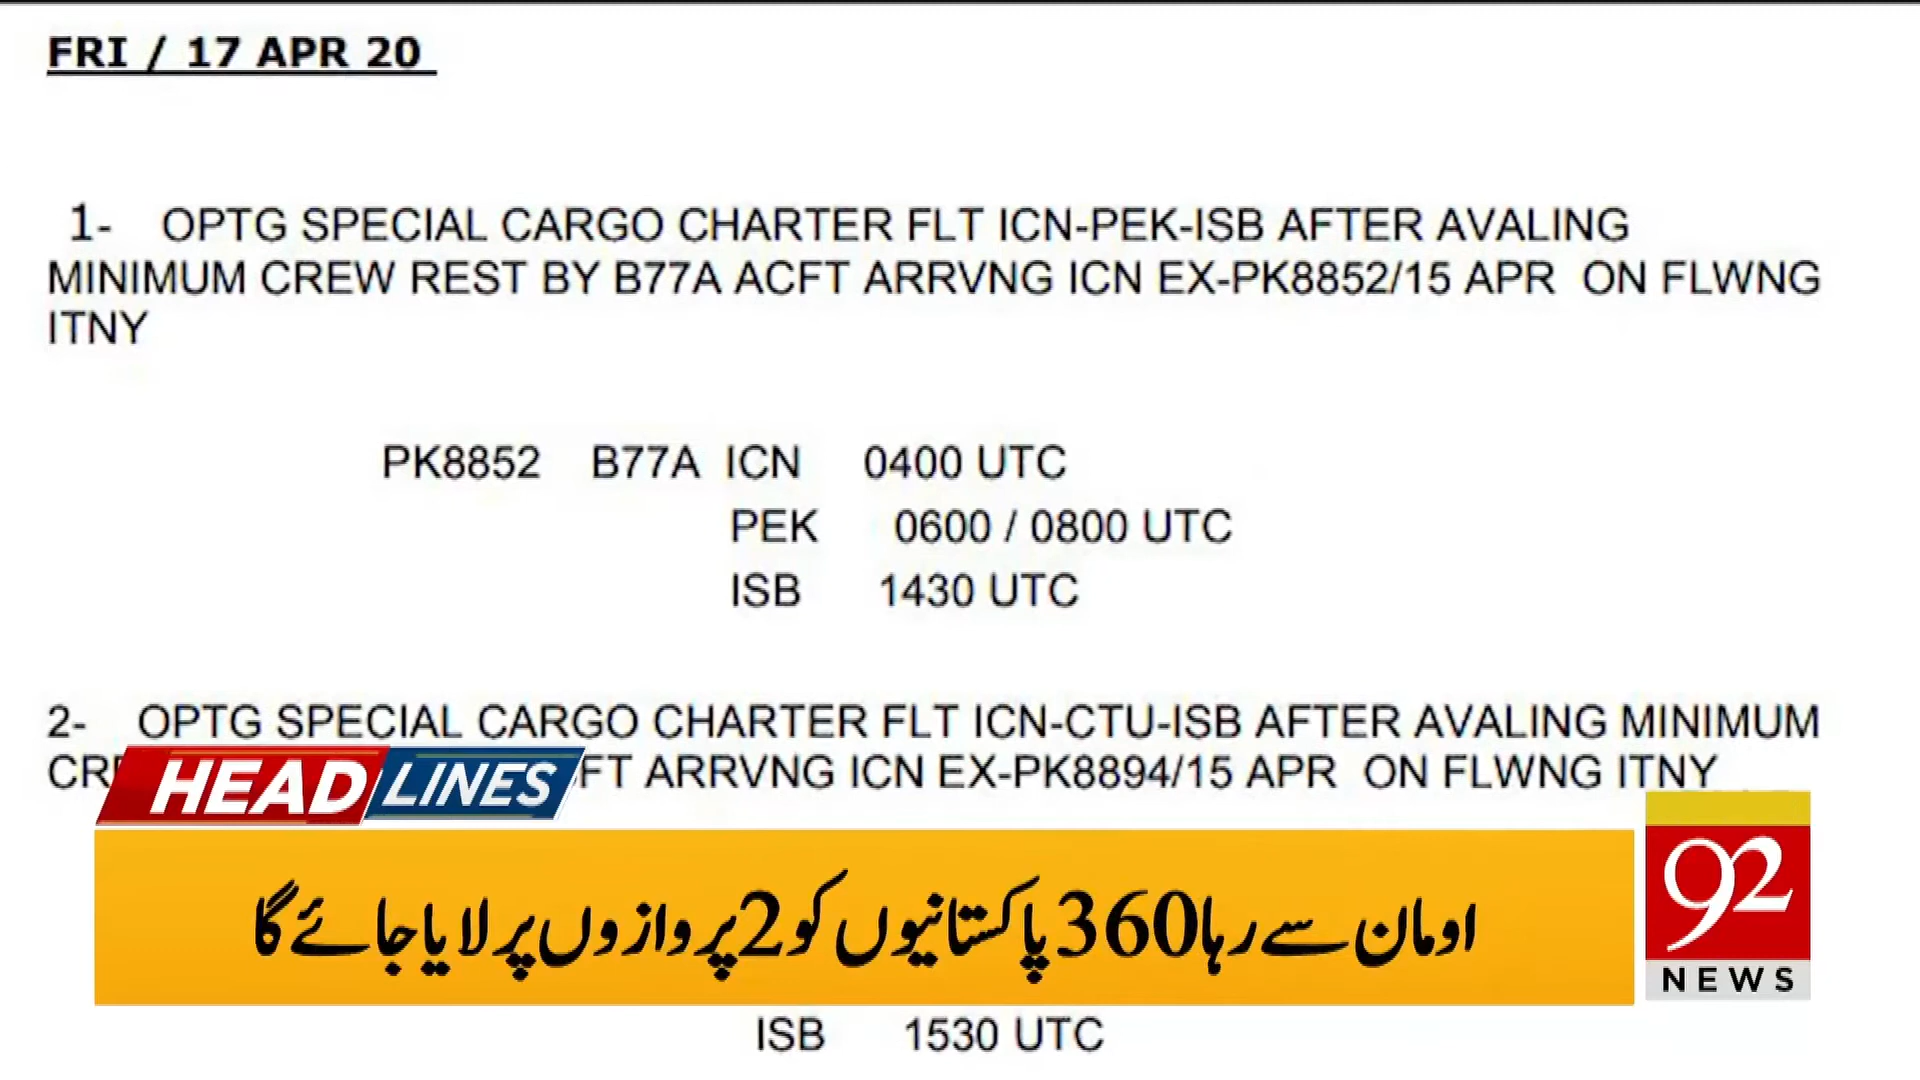 FRI / 17 APR 20
1- OPTG SPECIAL CARGO CHARTER FLT ICN-PEK-ISB AFTER AVALING
MINIMUM CREW REST BY B77A ACFT ARRVNG ICN EX-PK8852/15 APR ON FLWNG
ITNY
PK8852 B77A ICN 0400 UTC
PEK 0600 / 0800 UTC
ISB 1430 UTC
2- OPTG SPECIAL CARGO CHARTER FLT ICN-CTU-ISB AFTER AVALING MINIMUM
ARRVNG ICN EX-PK8894/15 APR ON FLWNG ITNY
HEADLINES
اومان سے رہا 360 پاکستانیوں کو 2 پروازوں پر لایا جائے گا
92
NEWS
ISB 1530 UTC